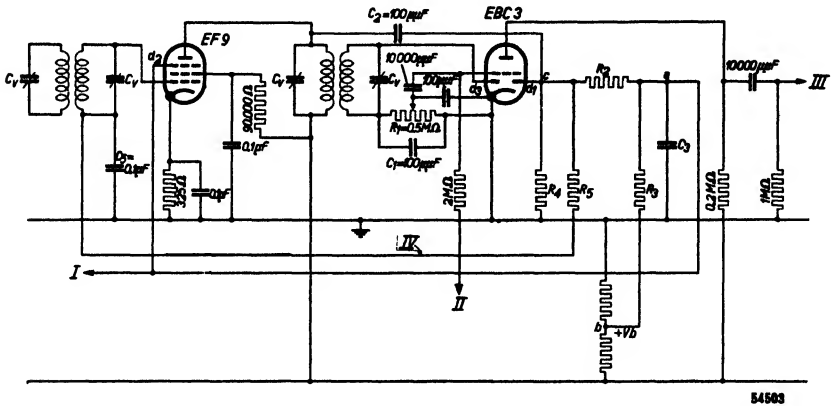 C₂=100μμF
EBC3
EF9
d₂
10000μμF
100μμF
10000μμF
III
Cv
Cv
Cv
Cv
d₃
d₁
c
R₂
a
90.000Ω
R₁=0,5MΩ
C₁=100μμF
C₃
0,1μF
0,1μF
325Ω
0,1μF
2MΩ
R₄
R₅
R₃
0,2MΩ
1MΩ
IV
I
II
b
+Vb
54503